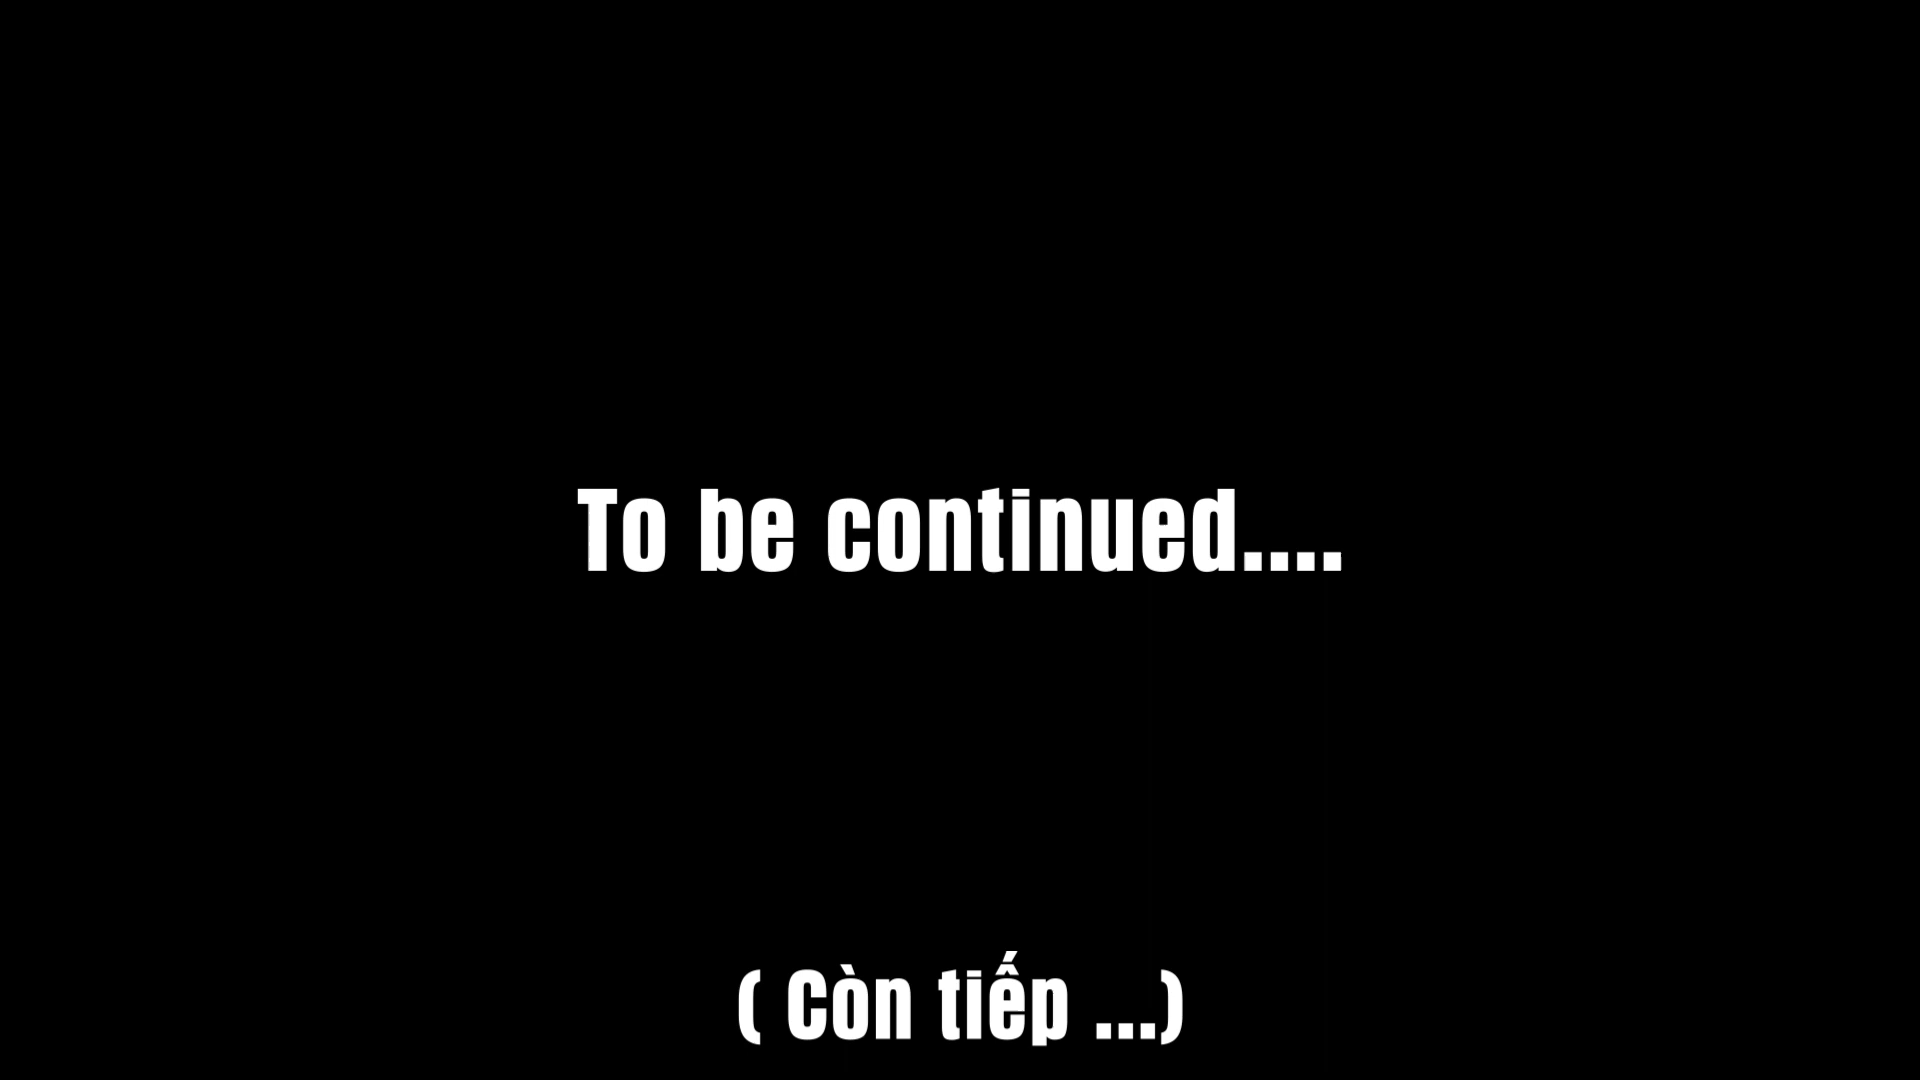 To be continued....
( Còn tiếp ...)